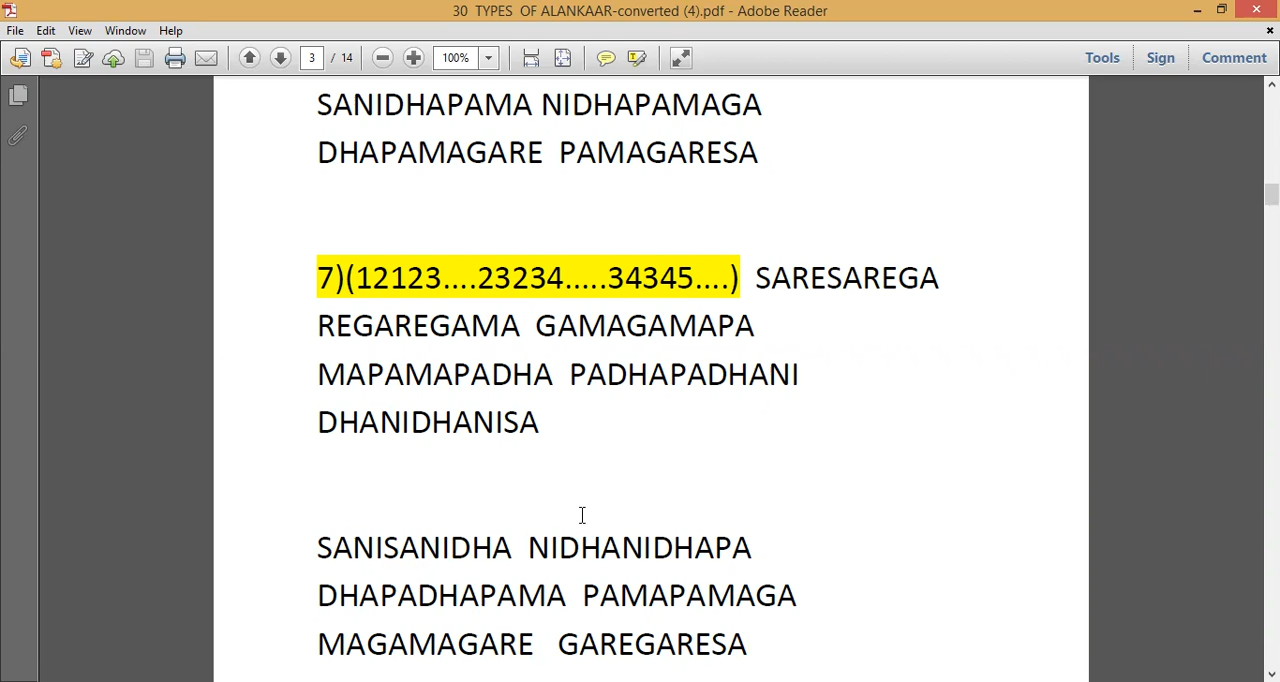 30 TYPES OF ALANKAAR-converted (4).pdf - Adobe Reader
File Edit View Window Help
3 / 14 100% Tools Sign Comment
SANIDHAPAMA NIDHAPAMAGA
DHAPAMAGARE PAMAGARESA
7)(12123....23234.....34345....) SARESAREGA
REGAREGAMA GAMAGAMAPA
MAPAMAPADHA PADHAPADHANI
DHANIDHANISA
SANISANIDHA NIDHANIDHAPA
DHAPADHAPAMA PAMAPAMAGA
MAGAMAGARE GAREGARESA